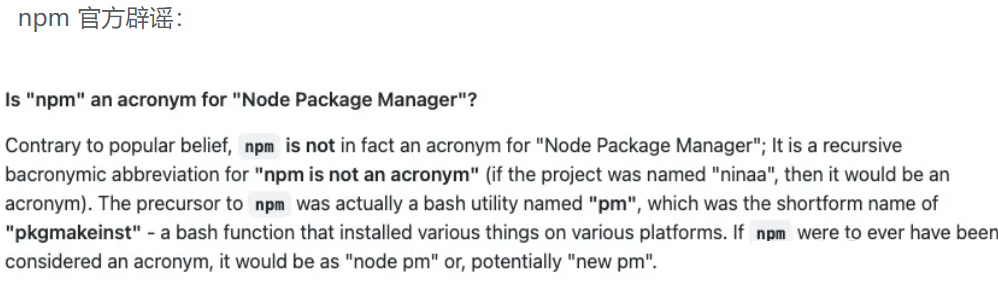 npm 官方辟谣：
Is "npm" an acronym for "Node Package Manager"?
Contrary to popular belief, npm is not in fact an acronym for "Node Package Manager"; It is a recursive
bacronymic abbreviation for "npm is not an acronym" (if the project was named "ninaa", then it would be an
acronym). The precursor to npm was actually a bash utility named "pm", which was the shortform name of
"pkgmakeinst" - a bash function that installed various things on various platforms. If npm were to ever have been
considered an acronym, it would be as "node pm" or, potentially "new pm".